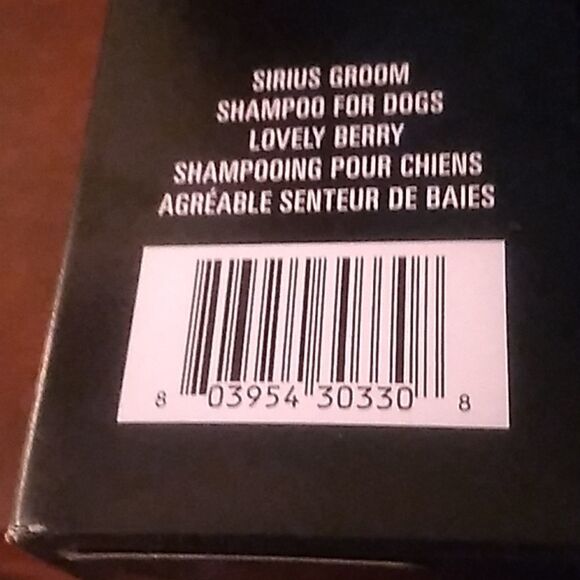 SIRIUS GROOM
SHAMPOO FOR DOGS
LOVELY BERRY
SHAMPOOING POUR CHIENS
AGRÉABLE SENTEUR DE BAIES
8 03954 30330 8